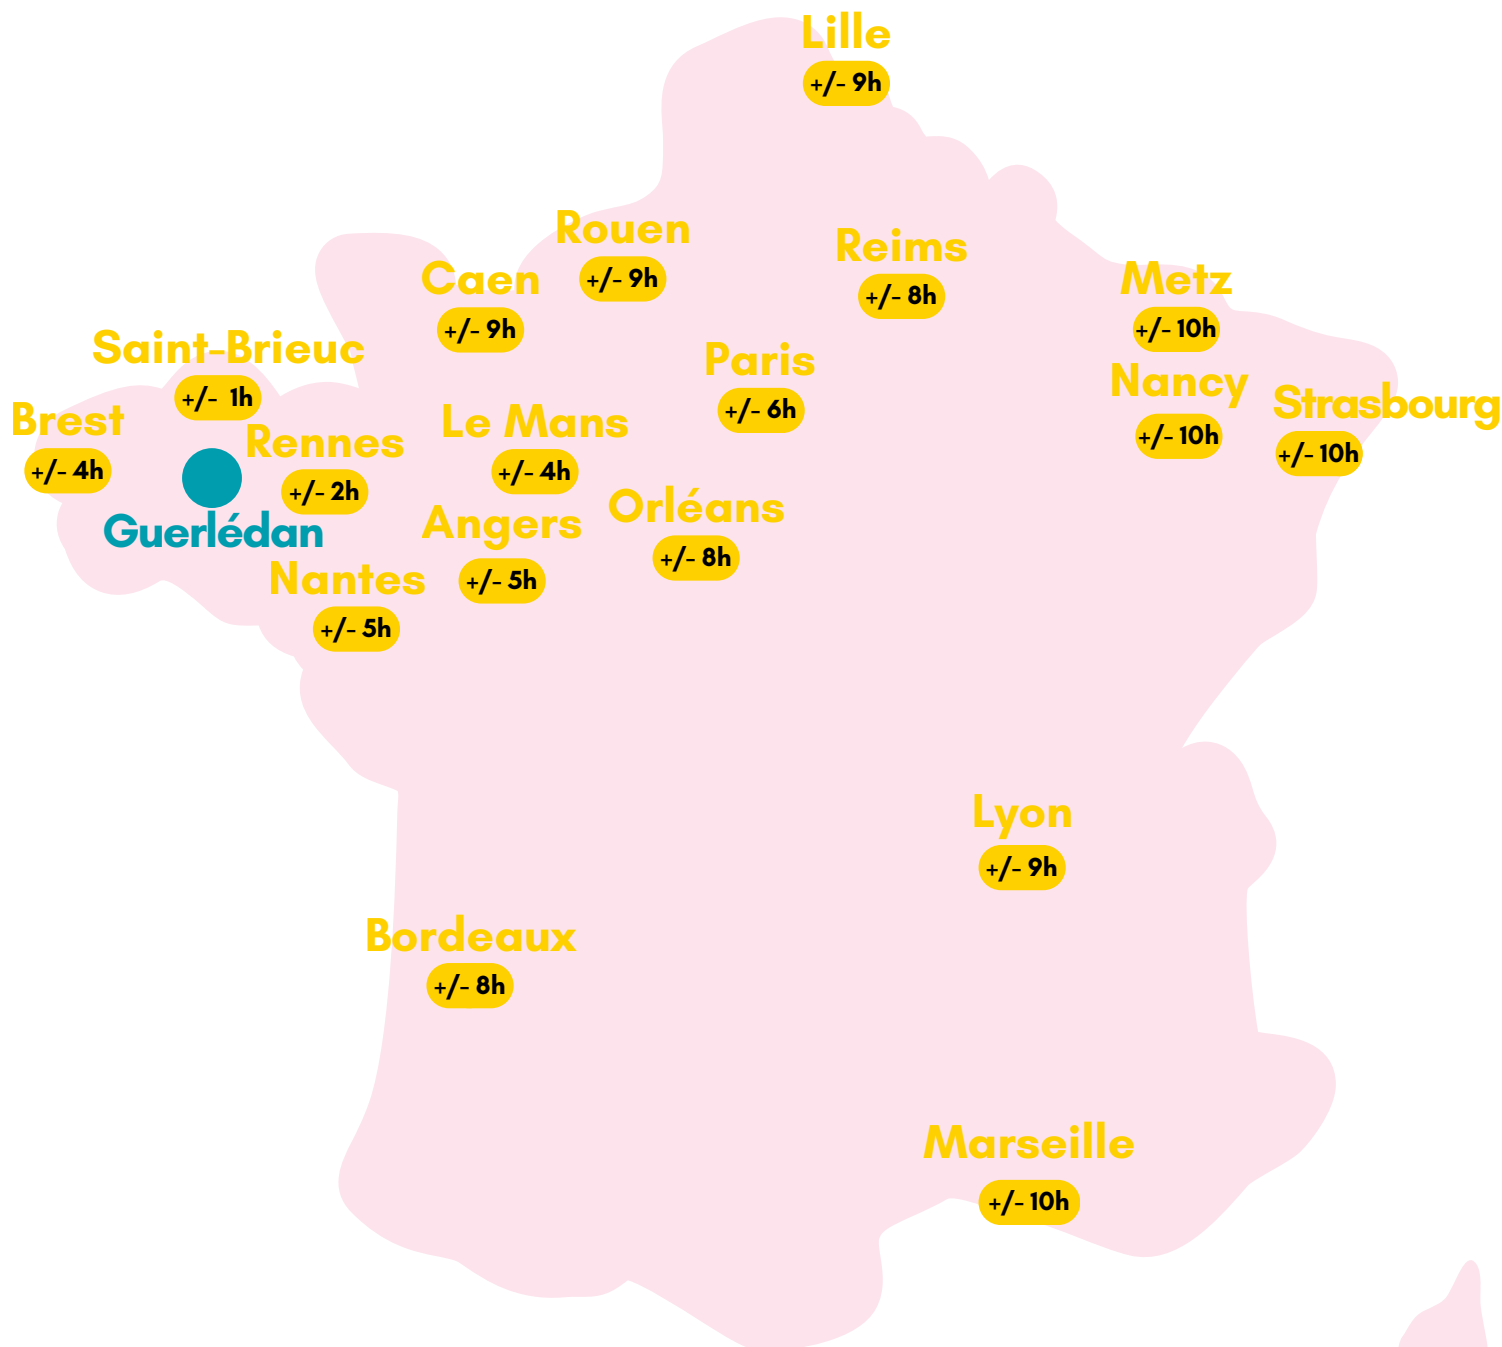 Lille
+/- 9h
Rouen
+/- 9h
Reims
+/- 8h
Caen
+/- 9h
Metz
+/- 10h
Saint-Brieuc
+/- 1h
Paris
+/- 6h
Nancy
+/- 10h
Strasbourg
+/- 10h
Brest
+/- 4h
Rennes
+/- 2h
Le Mans
+/- 4h
Guerlédan
Angers
+/- 5h
Orléans
+/- 8h
Nantes
+/- 5h
Lyon
+/- 9h
Bordeaux
+/- 8h
Marseille
+/- 10h